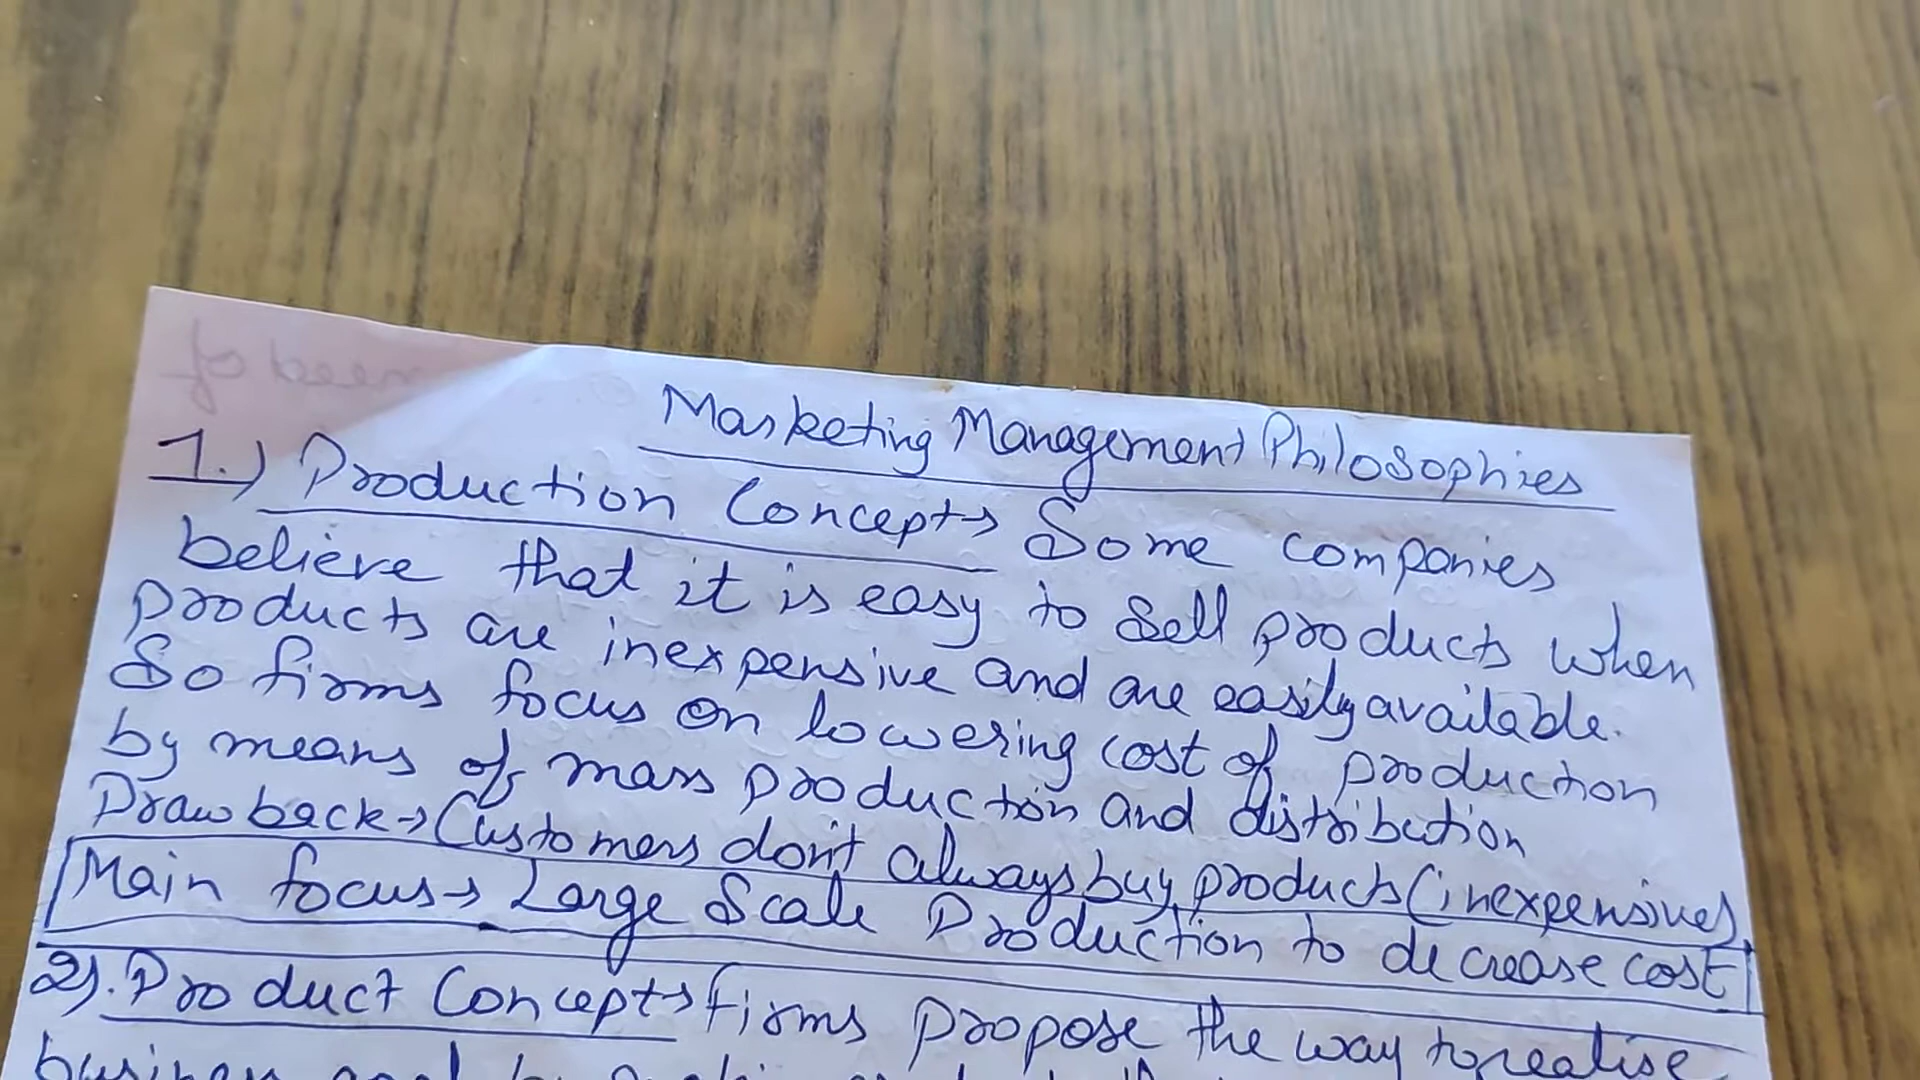 Marketing Management Philosophies
1.) Production Concept→ Some companies
believe that it is easy to sell products when
products are inexpensive and are easily available.
So firms focus on lowering cost of production
by means of mass production and distribution
Drawback→ Customers don't always buy products (inexpensive).
Main focus→ Large Scale Production to decrease cost
2). Product Concept→ firms propose the way to realise
business goal by